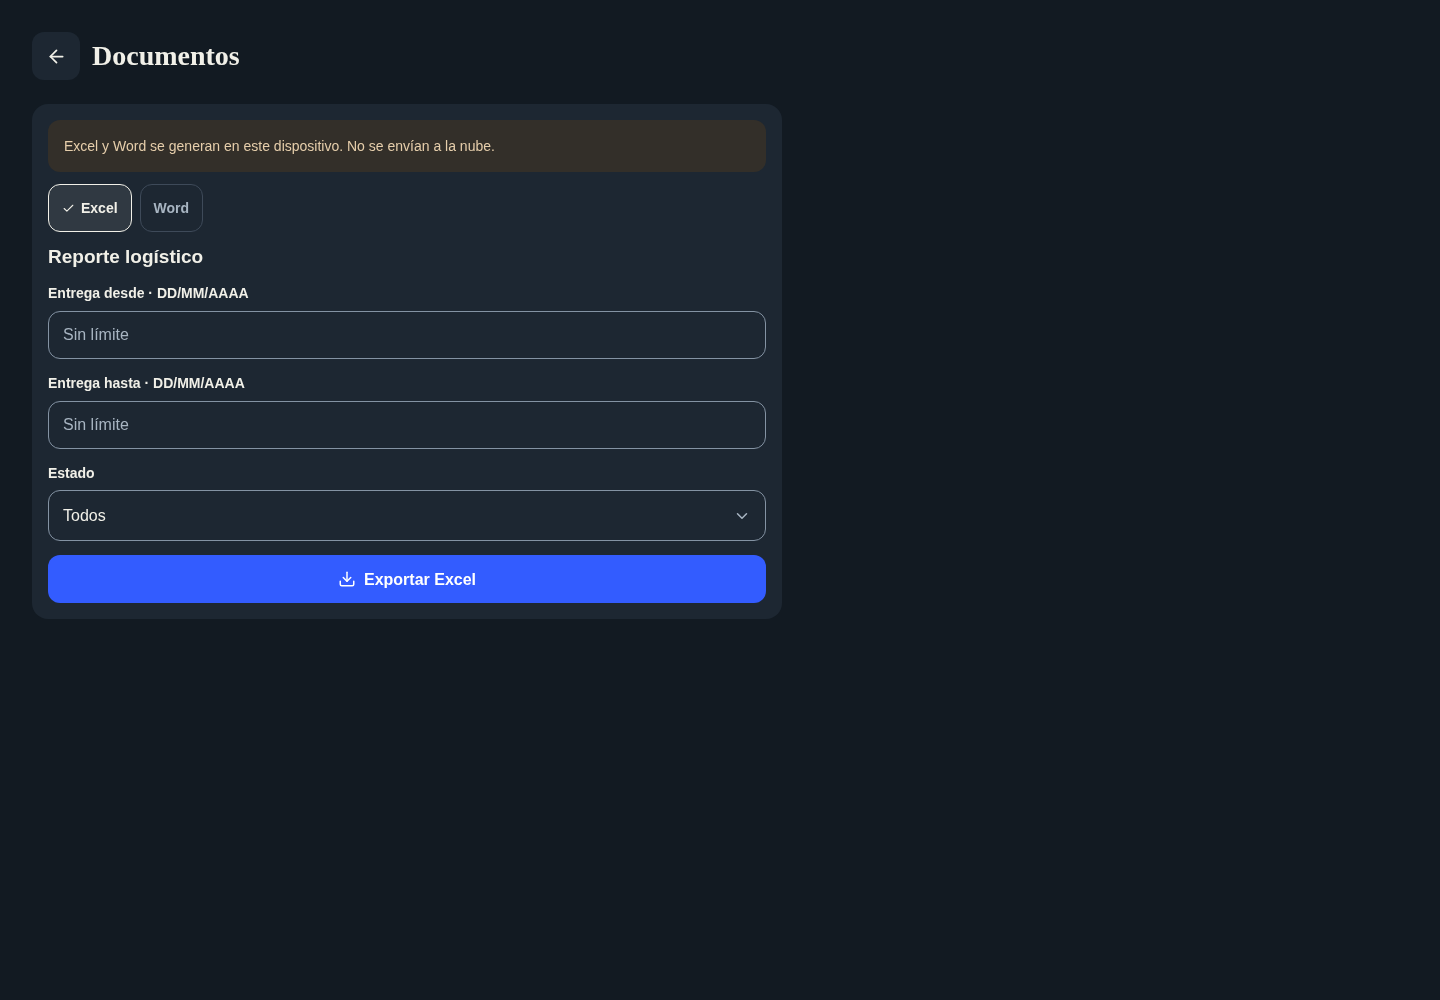 Documentos
Excel y Word se generan en este dispositivo. No se envían a la nube.
Excel
Word
Reporte logístico
Entrega desde · DD/MM/AAAA
Sin límite
Entrega hasta · DD/MM/AAAA
Sin límite
Estado
Todos
Exportar Excel